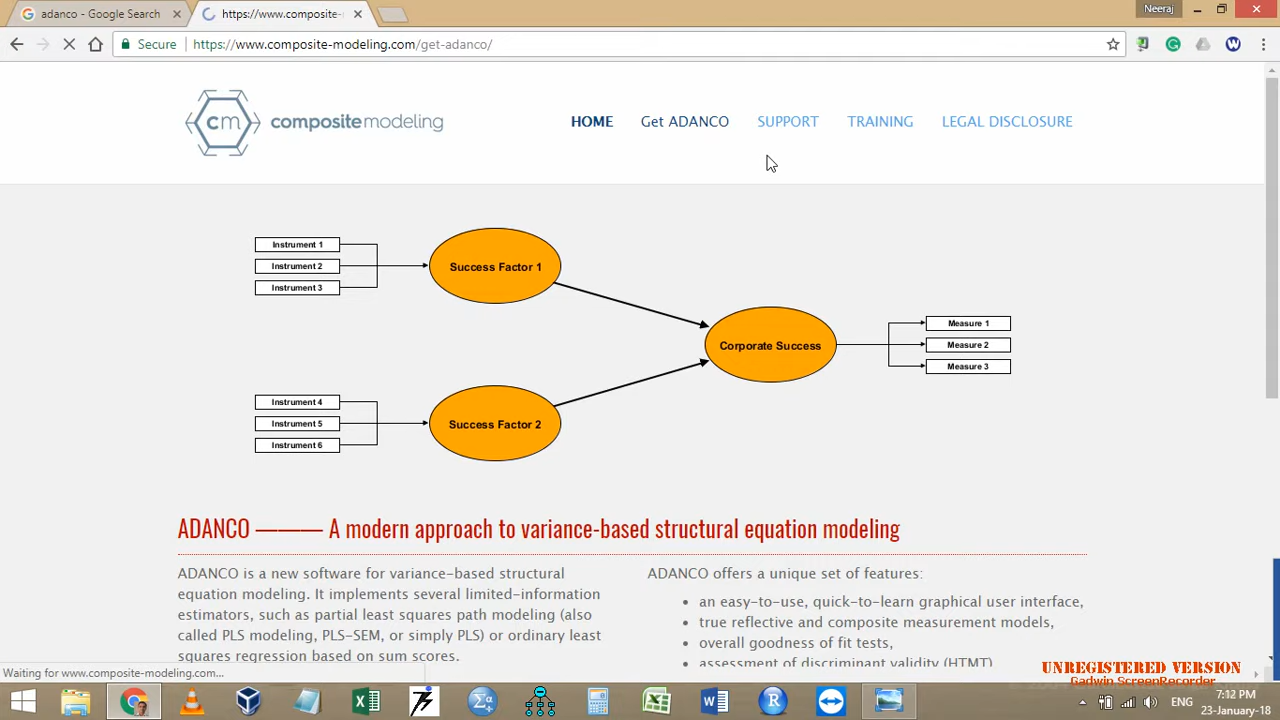 adanco - Google Search
https://www.composite-mo
Neeraj
Secure
https://www.composite-modeling.com/get-adanco/
cm
compositemodeling
HOME
Get ADANCO
SUPPORT
TRAINING
LEGAL DISCLOSURE
Instrument 1
Instrument 2
Instrument 3
Success Factor 1
Corporate Success
Measure 1
Measure 2
Measure 3
Instrument 4
Instrument 5
Instrument 6
Success Factor 2
ADANCO ——— A modern approach to variance-based structural equation modeling
ADANCO is a new software for variance-based structural
equation modeling. It implements several limited-information
estimators, such as partial least squares path modeling (also
called PLS modeling, PLS-SEM, or simply PLS) or ordinary least
squares regression based on sum scores.
ADANCO offers a unique set of features:
• an easy-to-use, quick-to-learn graphical user interface,
• true reflective and composite measurement models,
• overall goodness of fit tests,
• assessment of discriminant validity (HTMT)
Waiting for www.composite-modeling.com...
UNREGISTERED VERSION
Gadwin ScreenRecorder
ENG
7:12 PM
23-January-18